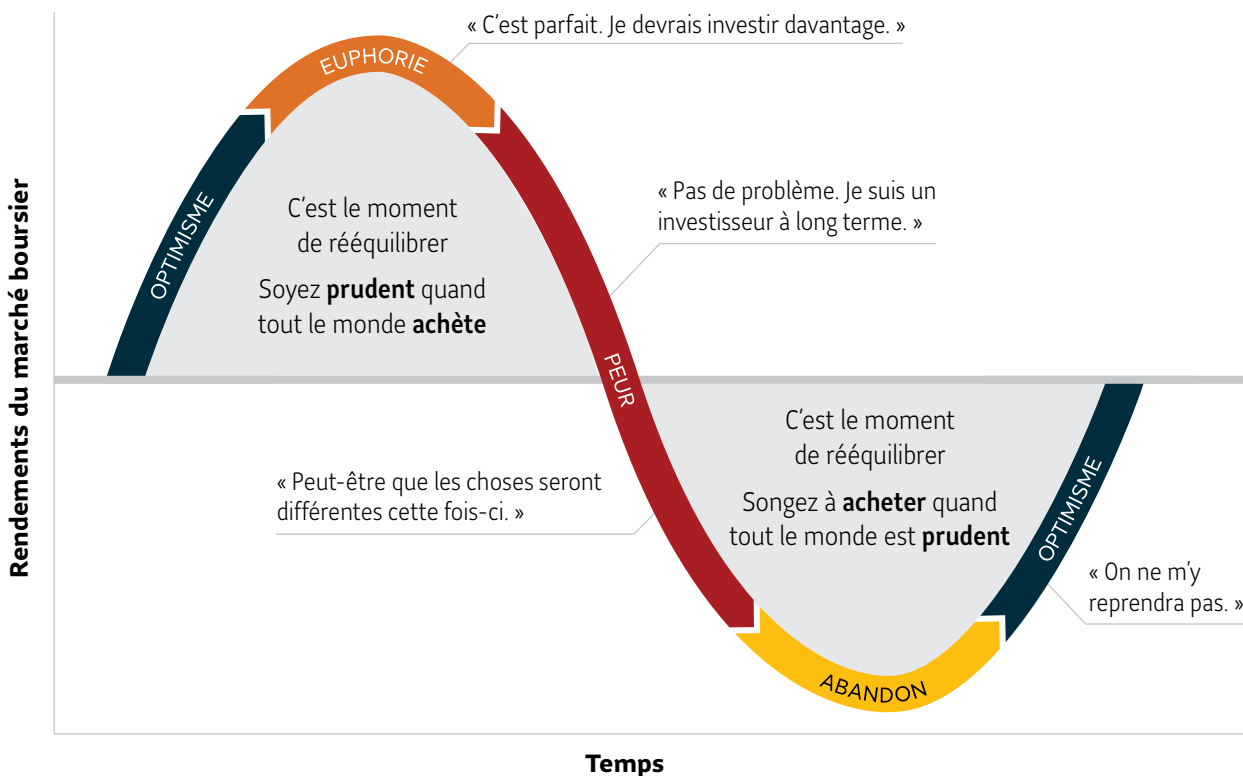 « C'est parfait. Je devrais investir davantage. »
EUPHORIE
OPTIMISME
« Pas de problème. Je suis un
investisseur à long terme. »
C'est le moment
de rééquilibrer
Soyez prudent quand
tout le monde achète
Rendements du marché boursier
PEUR
C'est le moment
de rééquilibrer
Songez à acheter quand
tout le monde est prudent
« Peut-être que les choses seront
différentes cette fois-ci. »
OPTIMISME
« On ne m'y
reprendra pas. »
ABANDON
Temps